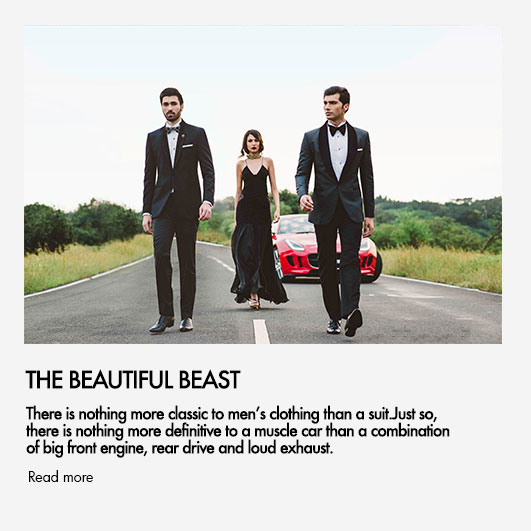 THE BEAUTIFUL BEAST
There is nothing more classic to men's clothing than a suit.Just so,
there is nothing more definitive to a muscle car than a combination
of big front engine, rear drive and loud exhaust.
Read more